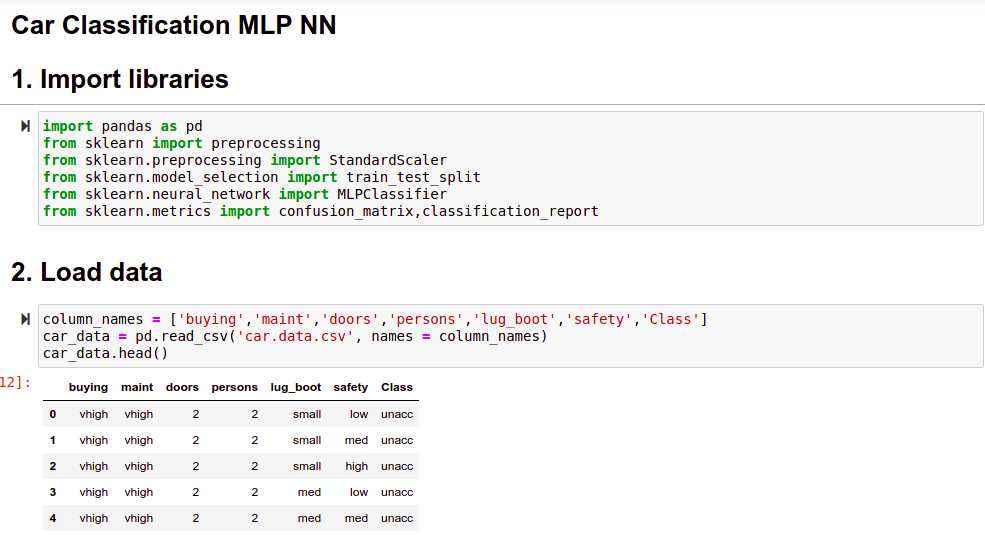 Car Classification MLP NN
1. Import libraries
import pandas as pd
from sklearn import preprocessing
from sklearn.preprocessing import StandardScaler
from sklearn.model_selection import train_test_split
from sklearn.neural_network import MLPClassifier
from sklearn.metrics import confusion_matrix,classification_report
2. Load data
column_names = ['buying','maint','doors','persons','lug_boot','safety','Class']
car_data = pd.read_csv('car.data.csv', names = column_names)
car_data.head()
12]:
buying maint doors persons lug_boot safety Class
0 vhigh vhigh 2 2 small low unacc
1 vhigh vhigh 2 2 small med unacc
2 vhigh vhigh 2 2 small high unacc
3 vhigh vhigh 2 2 med low unacc
4 vhigh vhigh 2 2 med med unacc